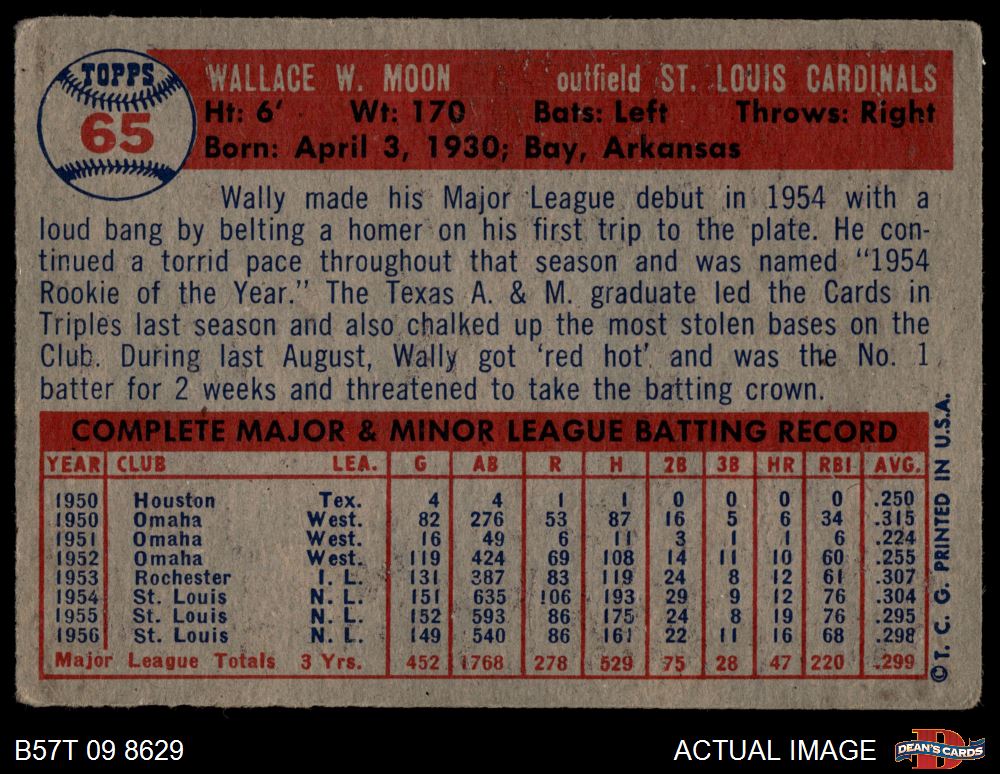 TOPPS
65
WALLACE W. MOON outfield ST. LOUIS CARDINALS
Ht: 6' Wt: 170 Bats: Left Throws: Right
Born: April 3, 1930; Bay, Arkansas
Wally made his Major League debut in 1954 with a
loud bang by belting a homer on his first trip to the plate. He con-
tinued a torrid pace throughout that season and was named "1954
Rookie of the Year." The Texas A. & M. graduate led the Cards in
Triples last season and also chalked up the most stolen bases on the
Club. During last August, Wally got 'red hot' and was the No. 1
batter for 2 weeks and threatened to take the batting crown.
COMPLETE MAJOR & MINOR LEAGUE BATTING RECORD
YEAR CLUB LEA. G AB R H 2B 3B HR RBI AVG.
1950 Houston Tex. 4 4 1 1 0 0 0 0 .250
1950 Omaha West. 82 276 53 87 16 5 6 34 .315
1951 Omaha West. 16 49 6 11 3 1 1 6 .224
1952 Omaha West. 119 424 69 108 14 11 10 60 .255
1953 Rochester I. L. 131 387 83 119 24 8 12 61 .307
1954 St. Louis N. L. 151 635 106 193 29 9 12 76 .304
1955 St. Louis N. L. 152 593 86 175 24 8 19 76 .295
1956 St. Louis N. L. 149 540 86 161 22 11 16 68 .298
Major League Totals 3 Yrs. 452 1768 278 529 75 28 47 220 .299
©T. C. G. PRINTED IN U.S.A.
B57T 09 8629 ACTUAL IMAGE
D
DEAN'S CARDS